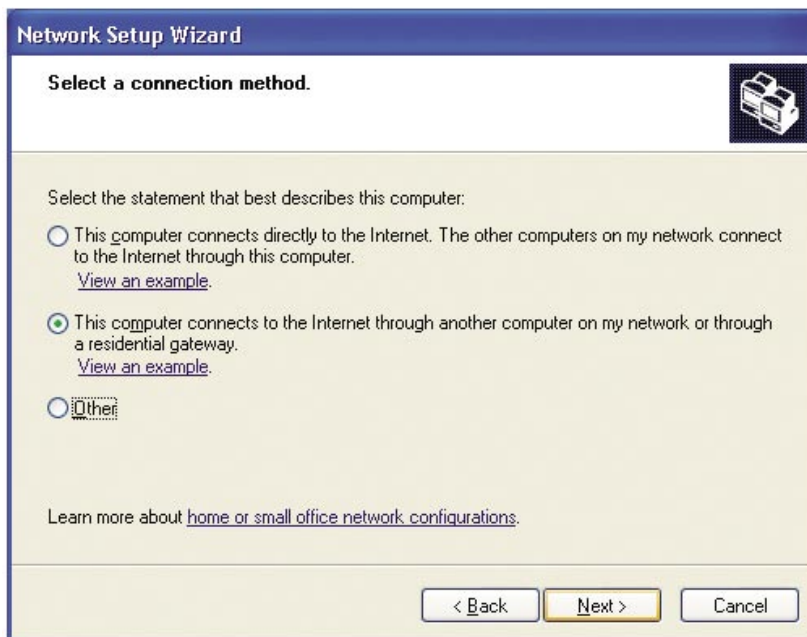 Network Setup Wizard
Select a connection method.
Select the statement that best describes this computer:
This computer connects directly to the Internet. The other computers on my network connect
to the Internet through this computer.
View an example.
This computer connects to the Internet through another computer on my network or through
a residential gateway.
View an example.
Other
Learn more about home or small office network configurations.
< Back Next > Cancel